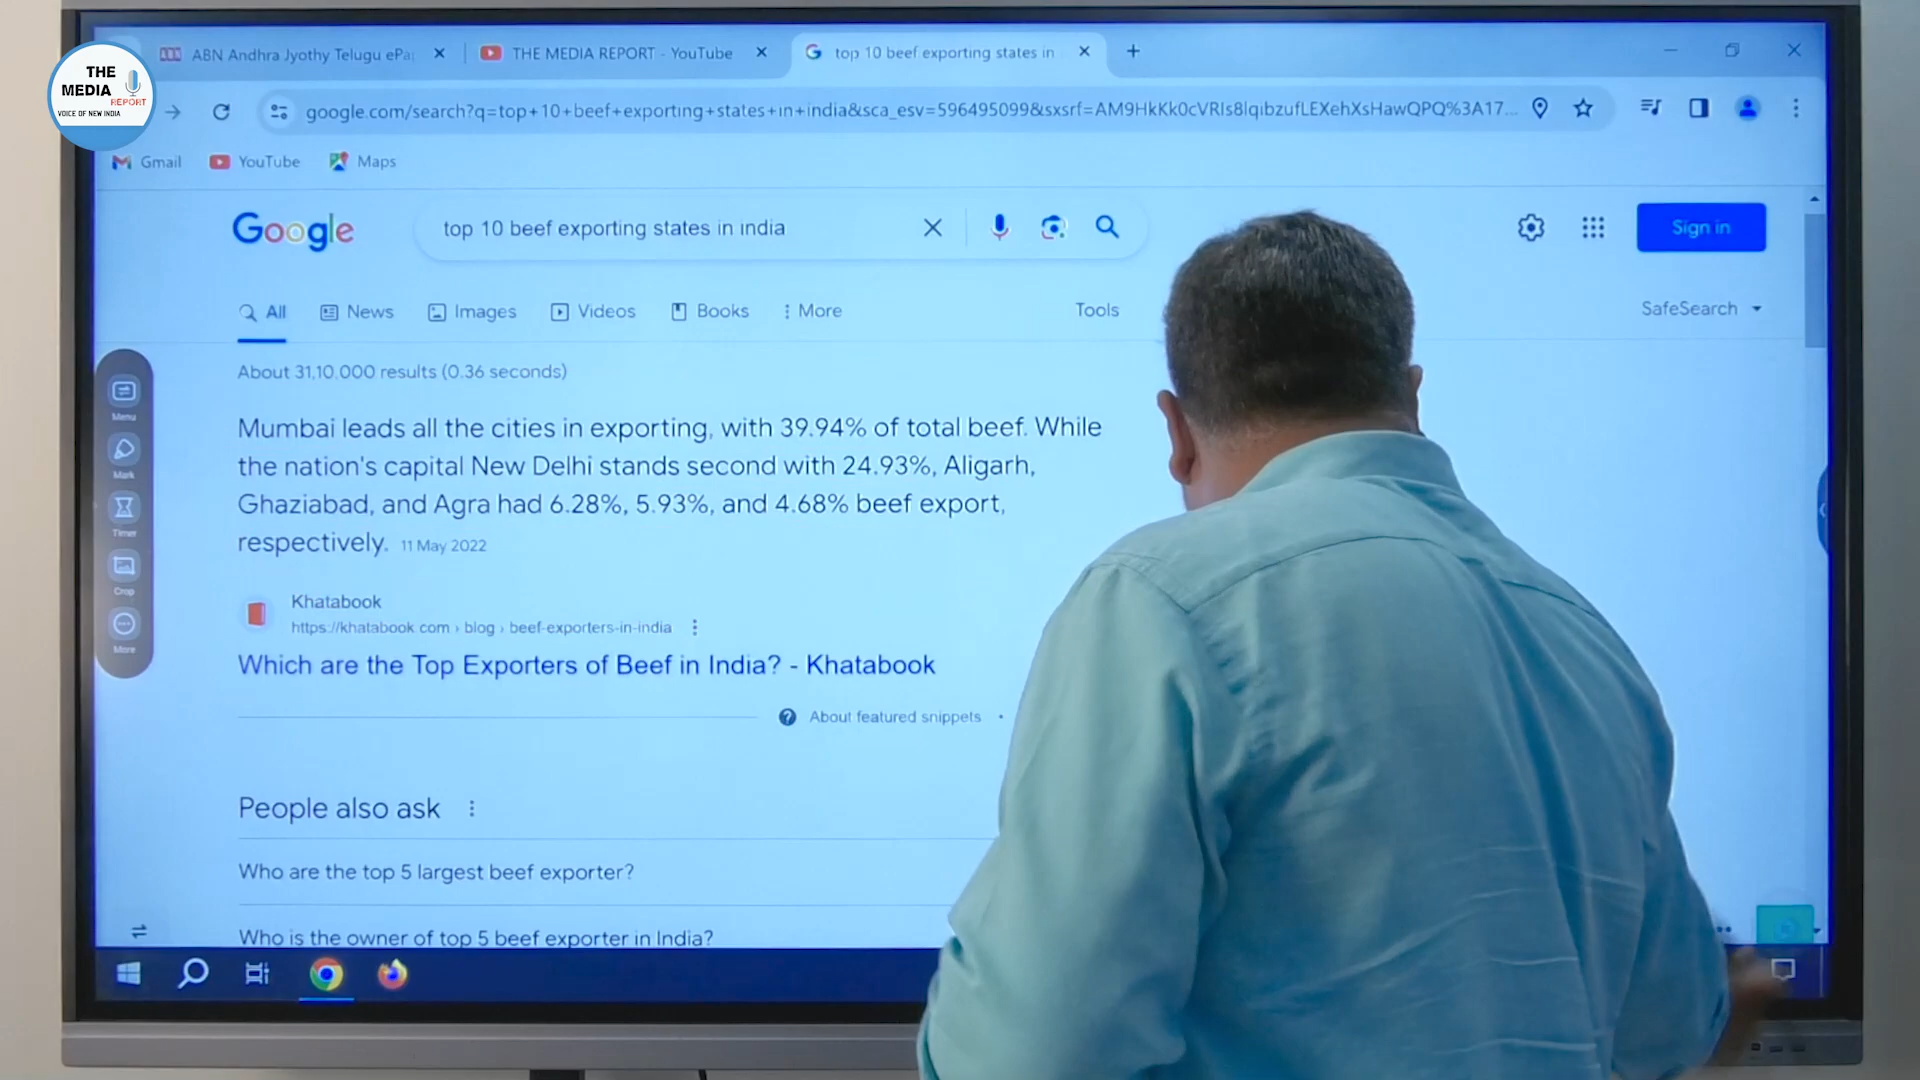 ABN Andhra Jyothy Telugu ePa
THE MEDIA REPORT - YouTube
top 10 beef exporting states in
THE
MEDIA
REPORT
VOICE OF NEW INDIA
google.com/search?q=top+10+beef+exporting+states+in+india&sca_esv=596495099&sxsrf=AM9HkKk0cVRIs8lqibzufLEXehXsHawQPQ%3A17...
Gmail
YouTube
Maps
Google
top 10 beef exporting states in india
Sign in
All
News
Images
Videos
Books
More
Tools
SafeSearch
About 31,10,000 results (0.36 seconds)
Mumbai leads all the cities in exporting, with 39.94% of total beef. While
the nation's capital New Delhi stands second with 24.93%, Aligarh,
Ghaziabad, and Agra had 6.28%, 5.93%, and 4.68% beef export,
respectively. 11 May 2022
Menu
Mark
Timer
Crop
More
Khatabook
https://khatabook.com › blog › beef-exporters-in-india
Which are the Top Exporters of Beef in India? - Khatabook
About featured snippets
People also ask
Who are the top 5 largest beef exporter?
Who is the owner of top 5 beef exporter in India?